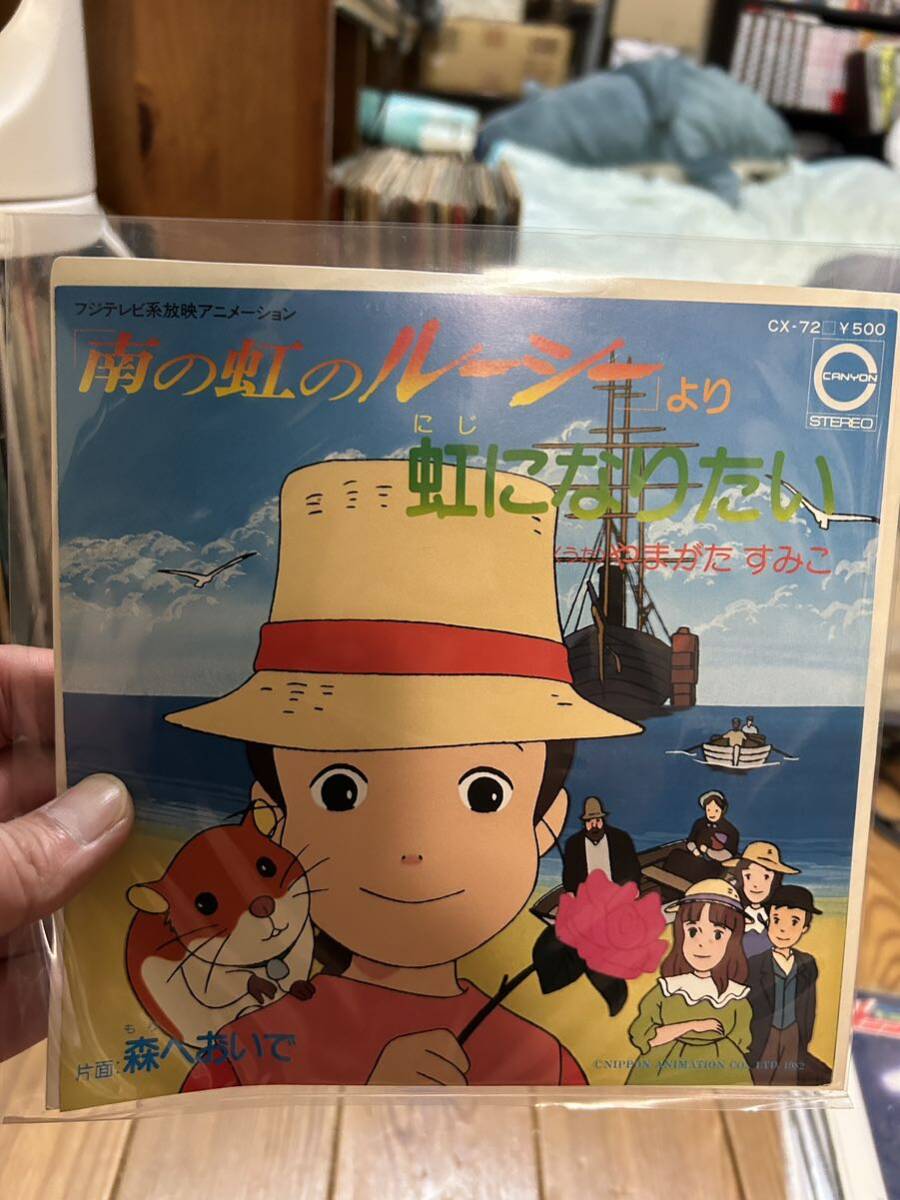 フジテレビ系放映アニメーション
CX-72□￥500
「南の虹のルーシー」より
CANYON
STEREO
にじ
虹になりたい
(うた)やまがた すみこ
もり
片面:森へおいで
©NIPPON ANIMATION CO., LTD. 1982